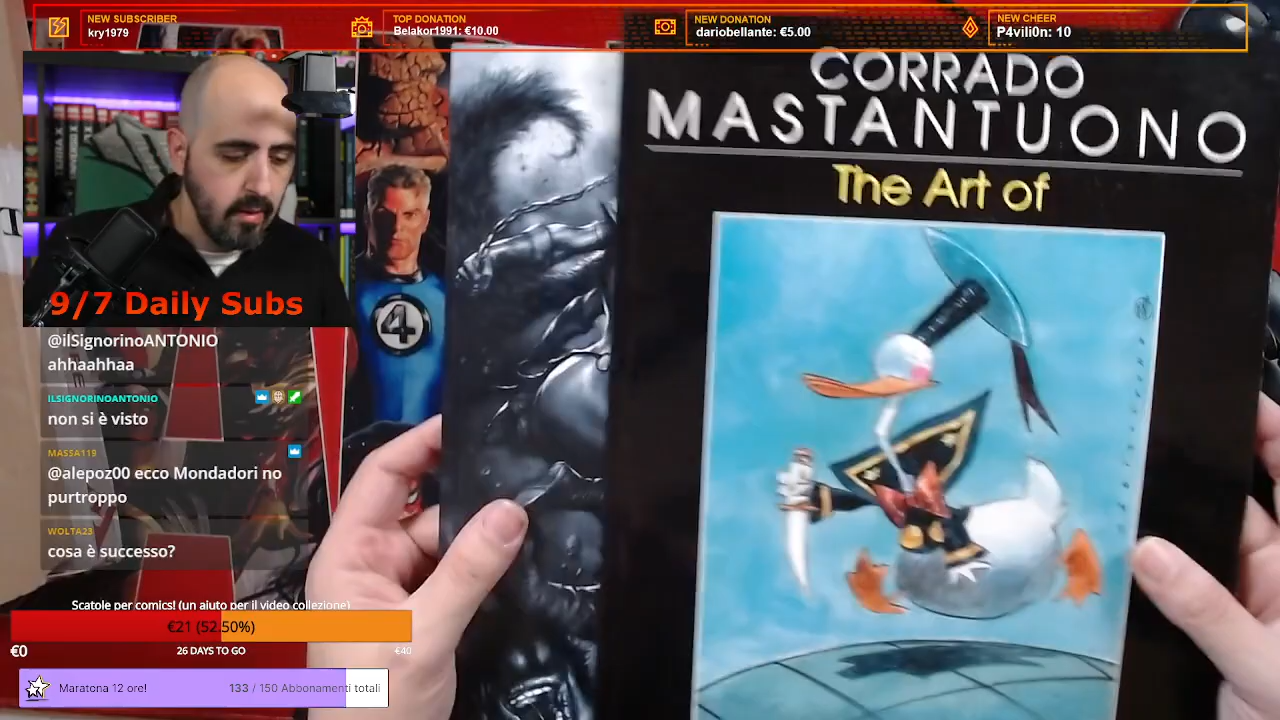 NEW SUBSCRIBER
kry1979
TOP DONATION
Belakor1991: €10.00
NEW DONATION
dariobellante: €5.00
NEW CHEER
P4vili0n: 10
CORRADO
MASTANTUONO
The Art of
4
9/7 Daily Subs
@ilSignorinoANTONIO
ahhaahhaa
ILSIGNORINOANTONIO
non si è visto
MASSA119
@alepoz00 ecco Mondadori no
purtroppo
WOLTA23
cosa è successo?
Scatole per comics! (un aiuto per il video collezione)
€21 (52.50%)
€0
26 DAYS TO GO
€40
Maratona 12 ore!
133 / 150 Abbonamenti totali